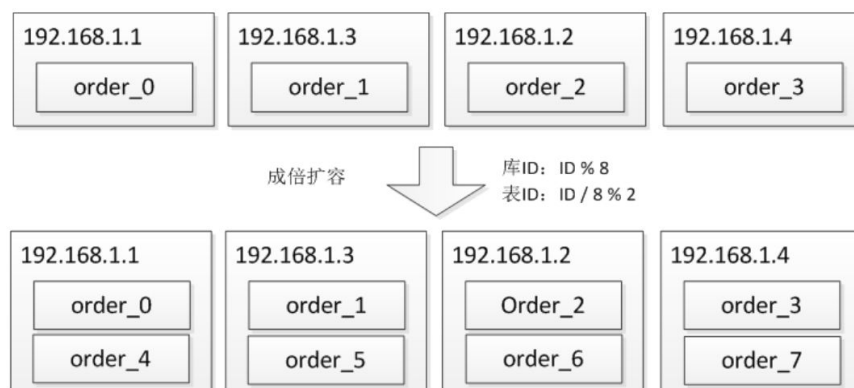 192.168.1.1
192.168.1.3
192.168.1.2
192.168.1.4
order_0
order_1
order_2
order_3
成倍扩容
库ID：ID % 8
表ID：ID / 8 % 2
192.168.1.1
192.168.1.3
192.168.1.2
192.168.1.4
order_0
order_1
Order_2
order_3
order_4
order_5
order_6
order_7